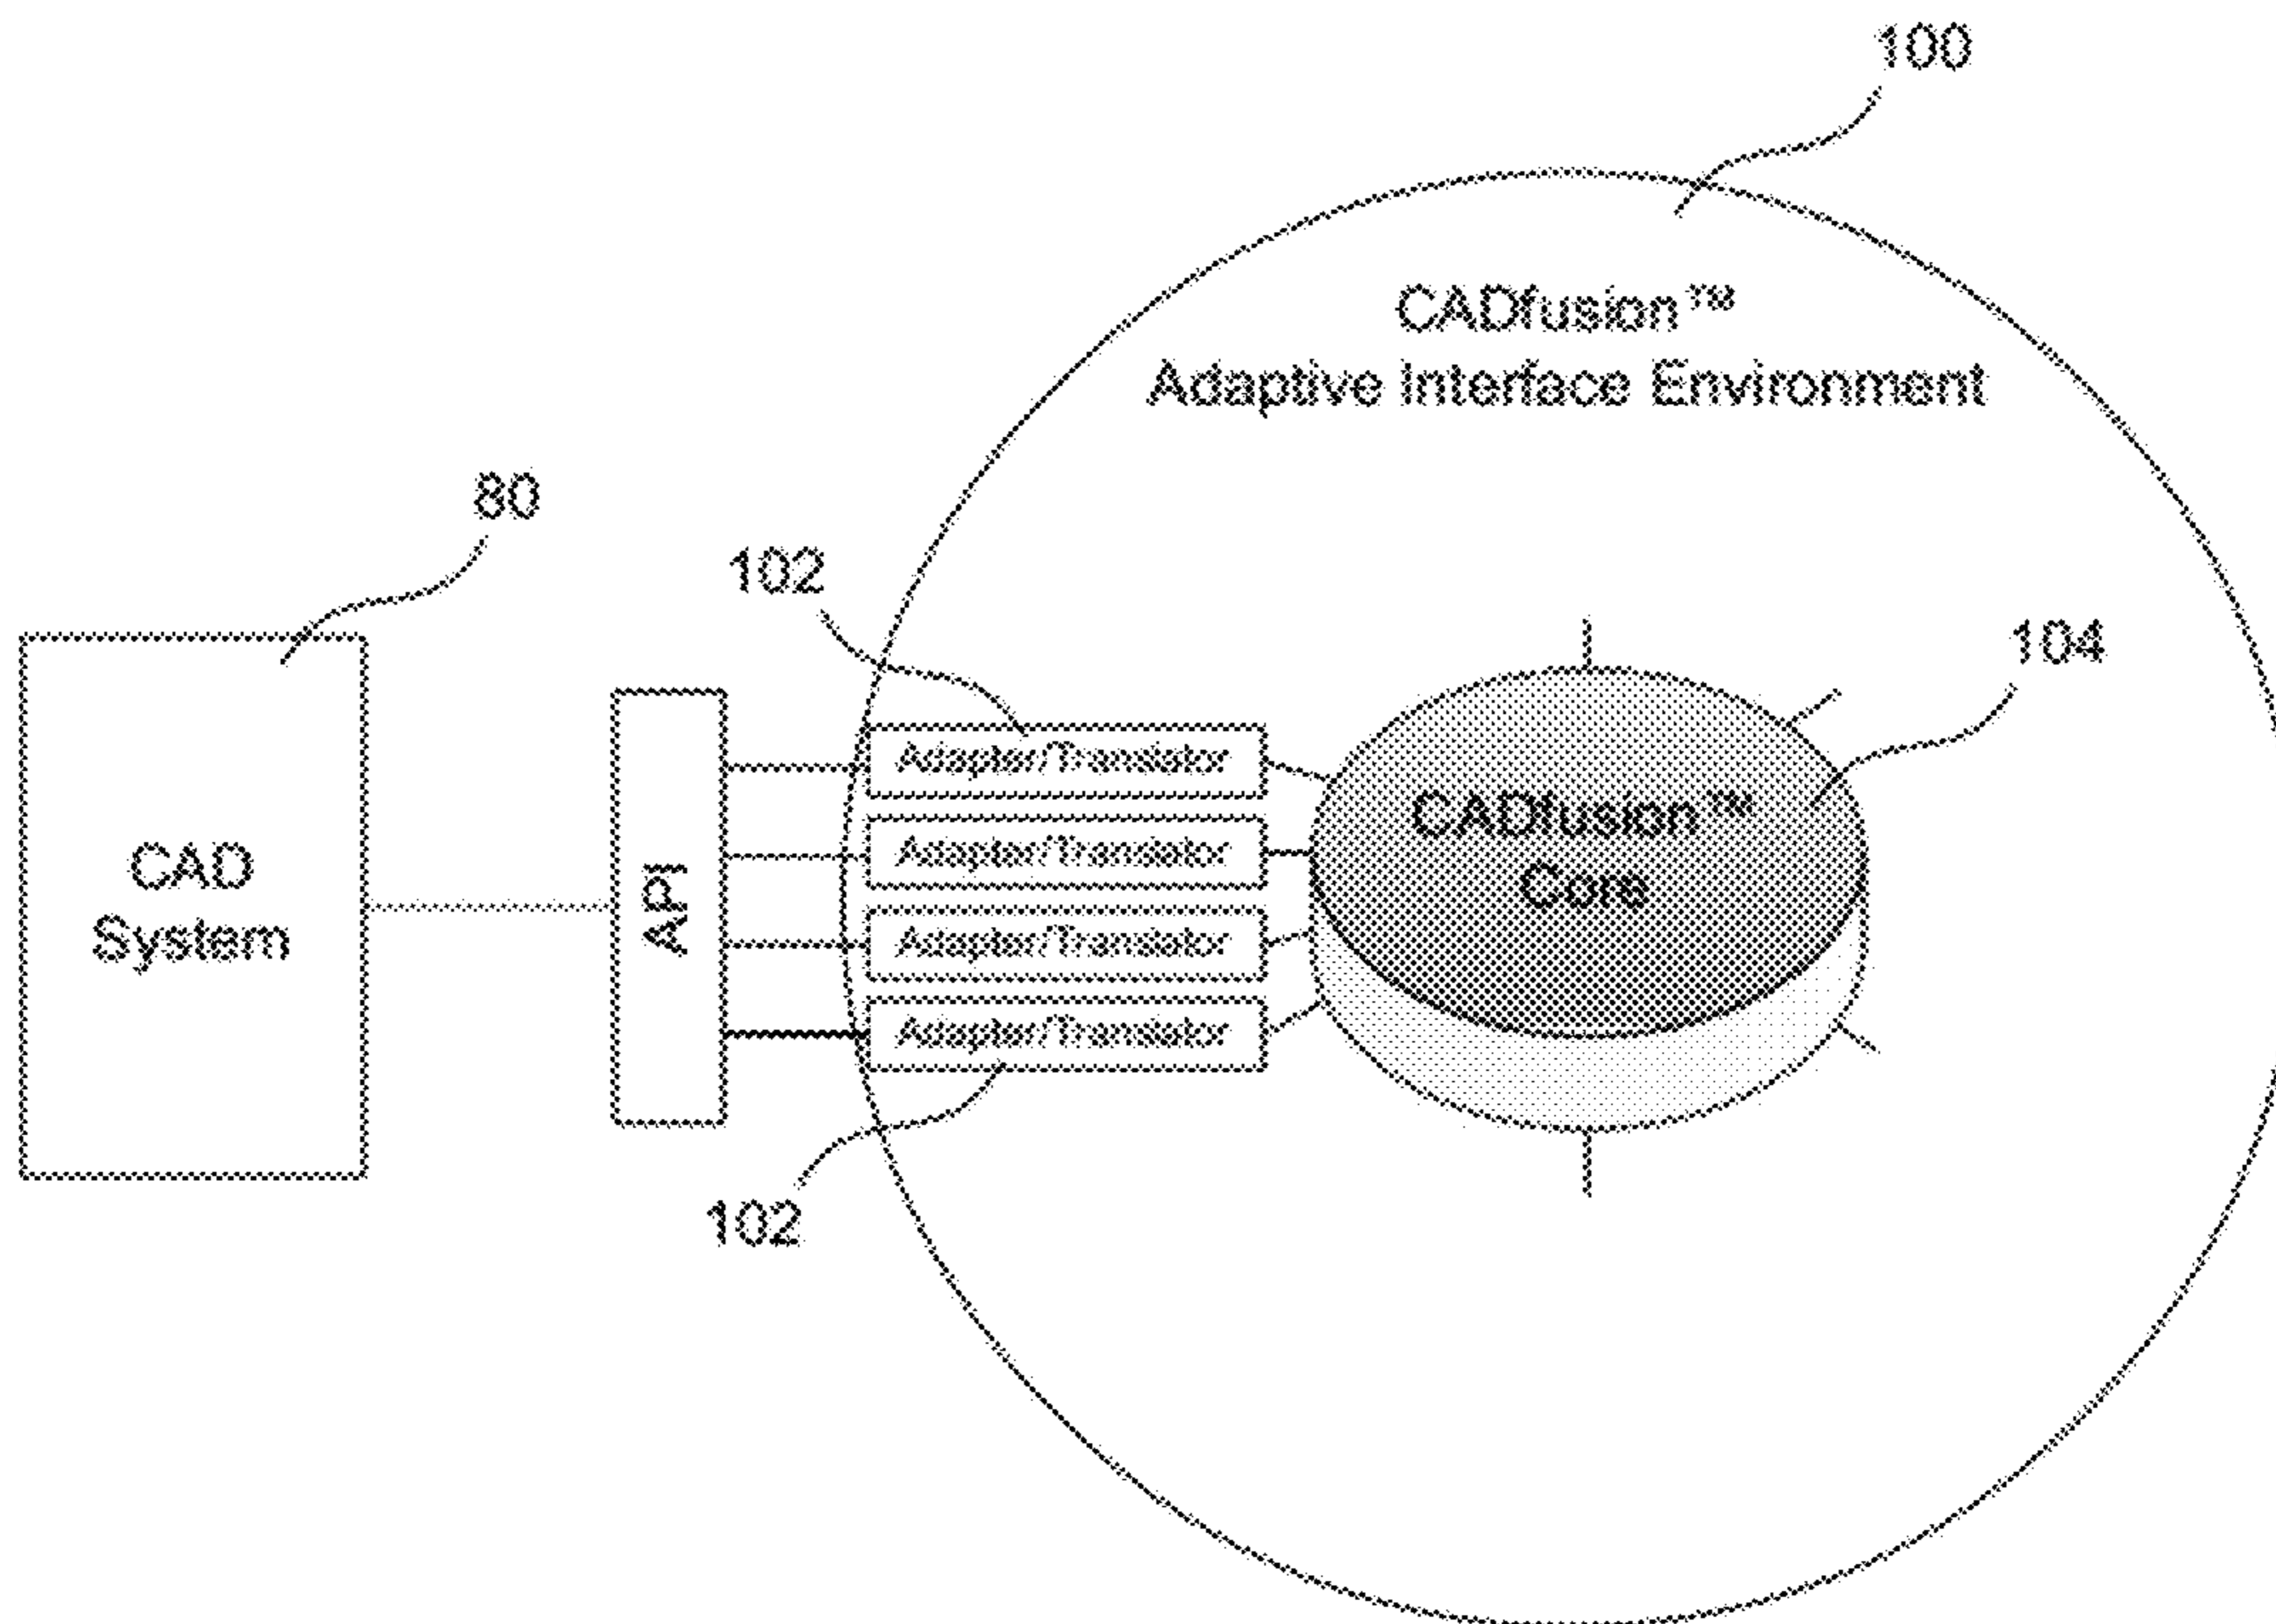 100
CADfusion™
Adaptive Interface Environment
80
102
104
CAD
System
API
Adapter/Translator
Adapter/Translator
Adapter/Translator
Adapter/Translator
CADfusion™
Core
102